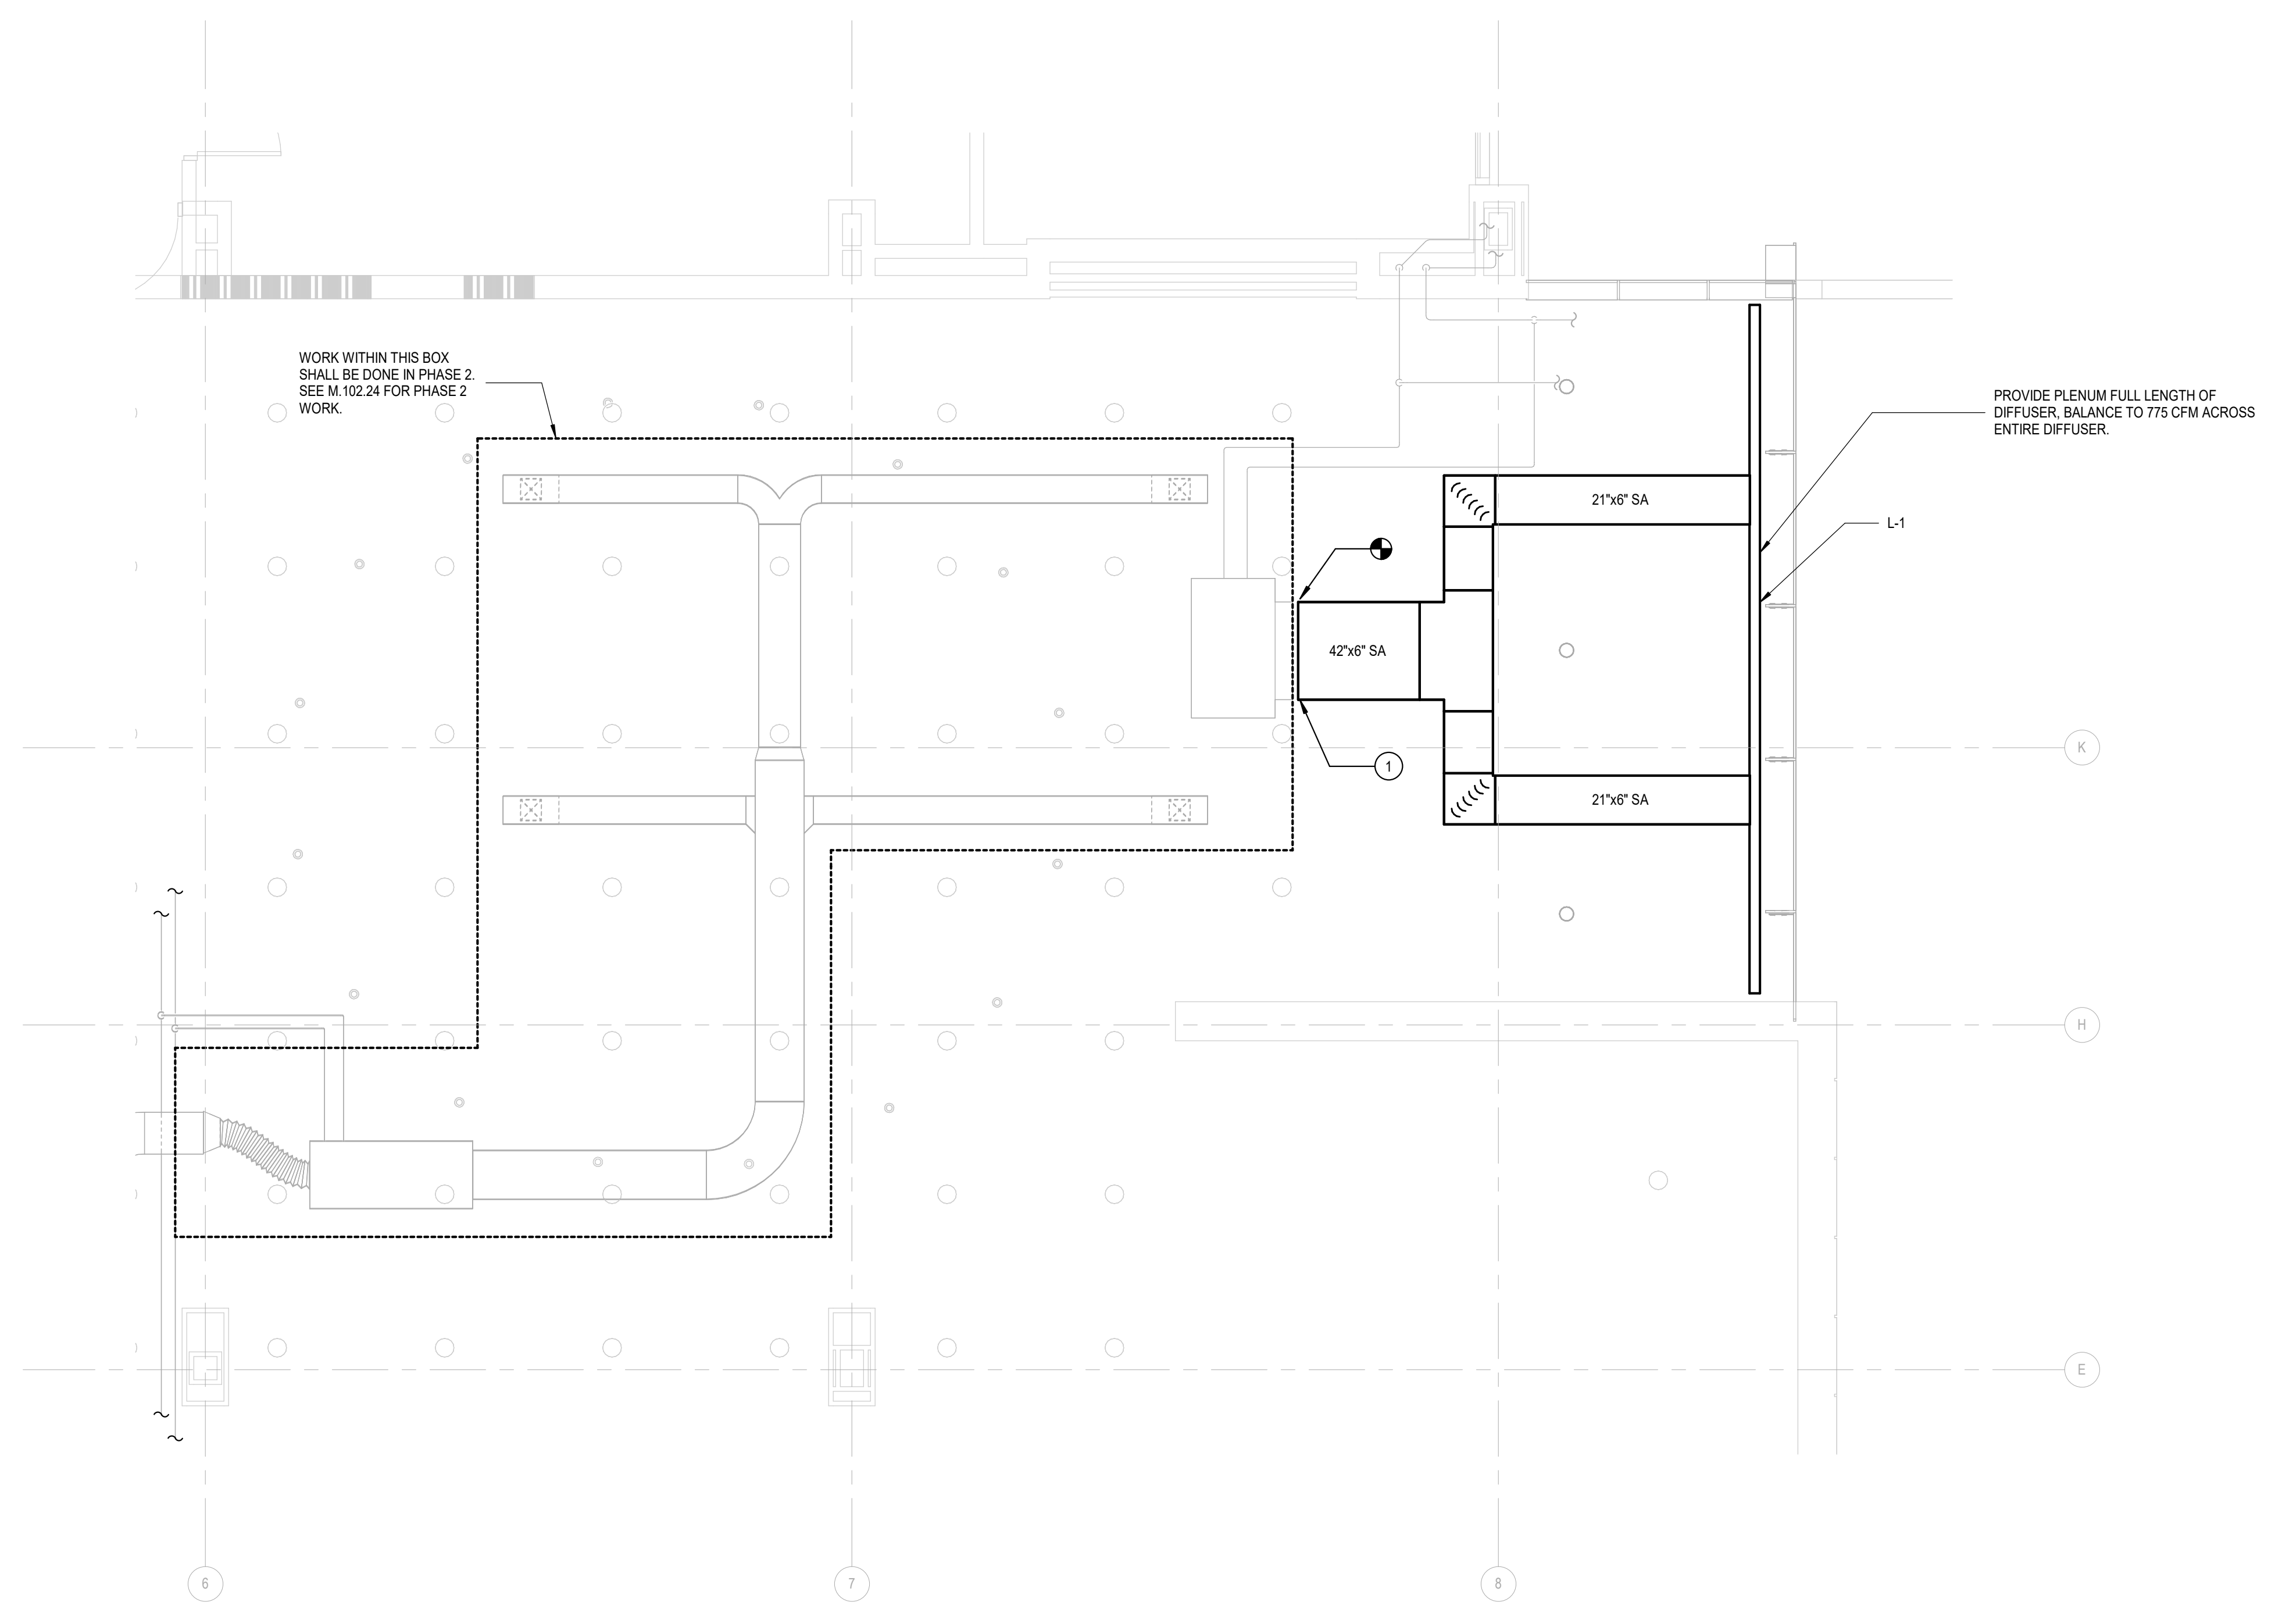 WORK WITHIN THIS BOX
SHALL BE DONE IN PHASE 2.
SEE M.102.24 FOR PHASE 2
WORK.
PROVIDE PLENUM FULL LENGTH OF
DIFFUSER, BALANCE TO 775 CFM ACROSS
ENTIRE DIFFUSER.
21"x6" SA
L-1
42"x6" SA
K
1
21"x6" SA
H
E
6
7
8